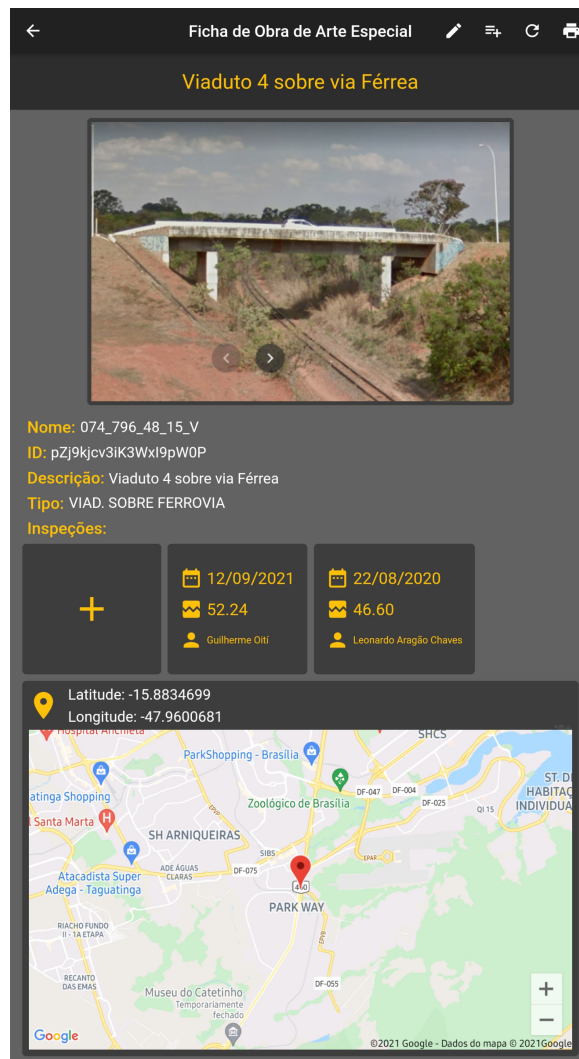 Ficha de Obra de Arte Especial
Viaduto 4 sobre via Férrea
Nome: 074_796_48_15_V
ID: pZj9kjcv3iK3WxI9pW0P
Descrição: Viaduto 4 sobre via Férrea
Tipo: VIAD. SOBRE FERROVIA
Inspeções:
12/09/2021
52.24
Guilherme Oití
22/08/2020
46.60
Leonardo Aragão Chaves
Latitude: -15.8834699
Longitude: -47.9600681
Hospital Anchieta
SHCS
ParkShopping - Brasília
atinga Shopping
DF-047
DF-004
ST. D
HABITAÇ
INDIVIDUA
Zoológico de Brasília
DF-025
QI 15
l Santa Marta
H
EPIG
SH ARNIQUEIRAS
SIBS
EPAR
Atacadista Super
Adega - Taguatinga
ADE ÁGUAS
CLARAS
DF-075
450
PARK WAY
RIACHO FUNDO
II - 1A ETAPA
EPVB
RECANTO
DAS EMAS
Museu do Catetinho
Temporariamente
fechado
DF-055
+
−
Google
©2021 Google - Dados do mapa © 2021Google